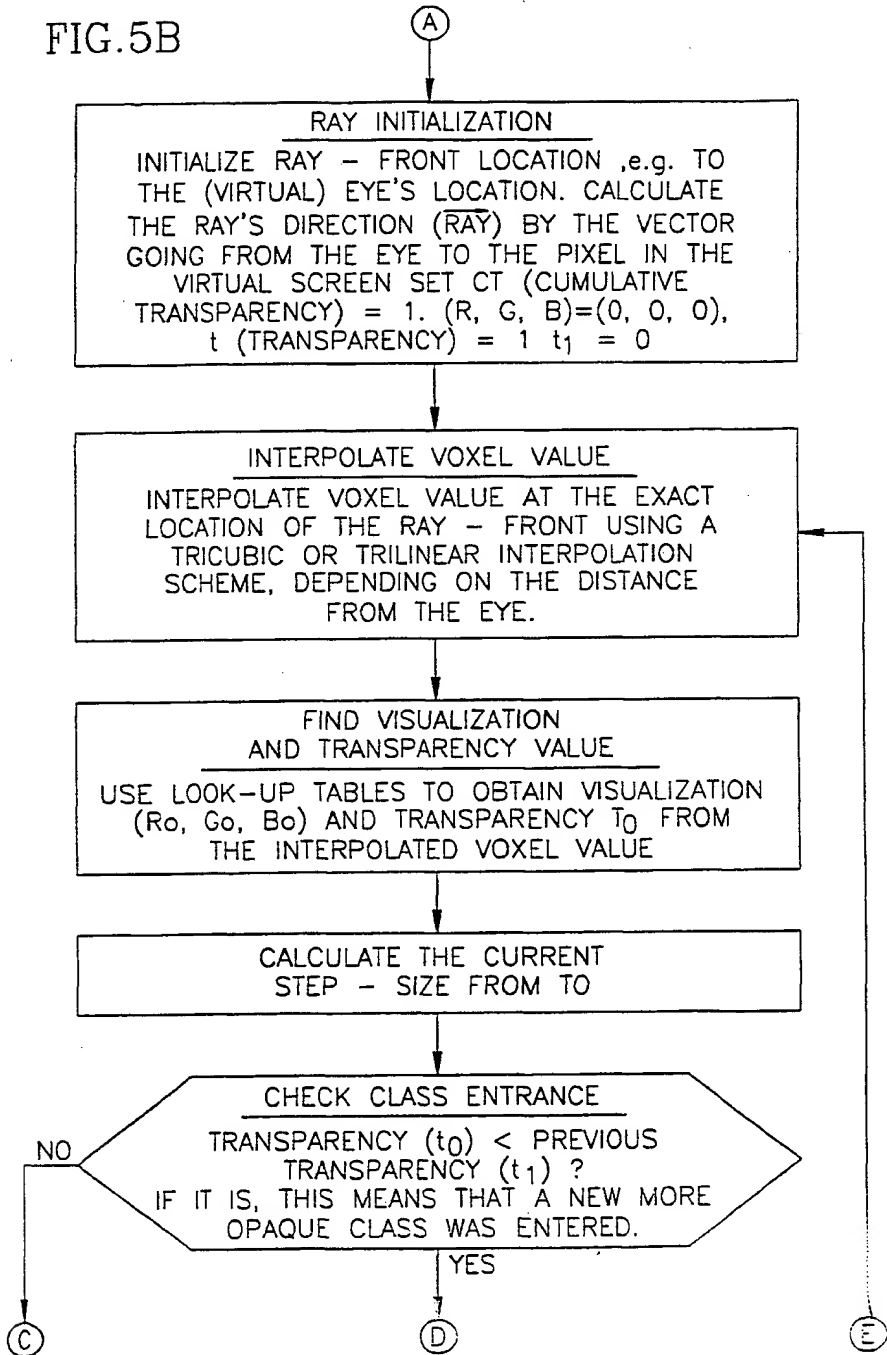 FIG.5B
A
RAY INITIALIZATION
INITIALIZE RAY – FRONT LOCATION ,e.g. TO
THE (VIRTUAL) EYE'S LOCATION. CALCULATE
THE RAY'S DIRECTION (RAY) BY THE VECTOR
GOING FROM THE EYE TO THE PIXEL IN THE
VIRTUAL SCREEN SET CT (CUMULATIVE
TRANSPARENCY) = 1. (R, G, B)=(0, 0, 0),
t (TRANSPARENCY) = 1 t1 = 0
INTERPOLATE VOXEL VALUE
INTERPOLATE VOXEL VALUE AT THE EXACT
LOCATION OF THE RAY – FRONT USING A
TRICUBIC OR TRILINEAR INTERPOLATION
SCHEME, DEPENDING ON THE DISTANCE
FROM THE EYE.
FIND VISUALIZATION
AND TRANSPARENCY VALUE
USE LOOK-UP TABLES TO OBTAIN VISUALIZATION
(Ro, Go, Bo) AND TRANSPARENCY T0 FROM
THE INTERPOLATED VOXEL VALUE
CALCULATE THE CURRENT
STEP – SIZE FROM TO
CHECK CLASS ENTRANCE
TRANSPARENCY (t0) < PREVIOUS
TRANSPARENCY (t1) ?
IF IT IS, THIS MEANS THAT A NEW MORE
OPAQUE CLASS WAS ENTERED.
NO
YES
C
D
E